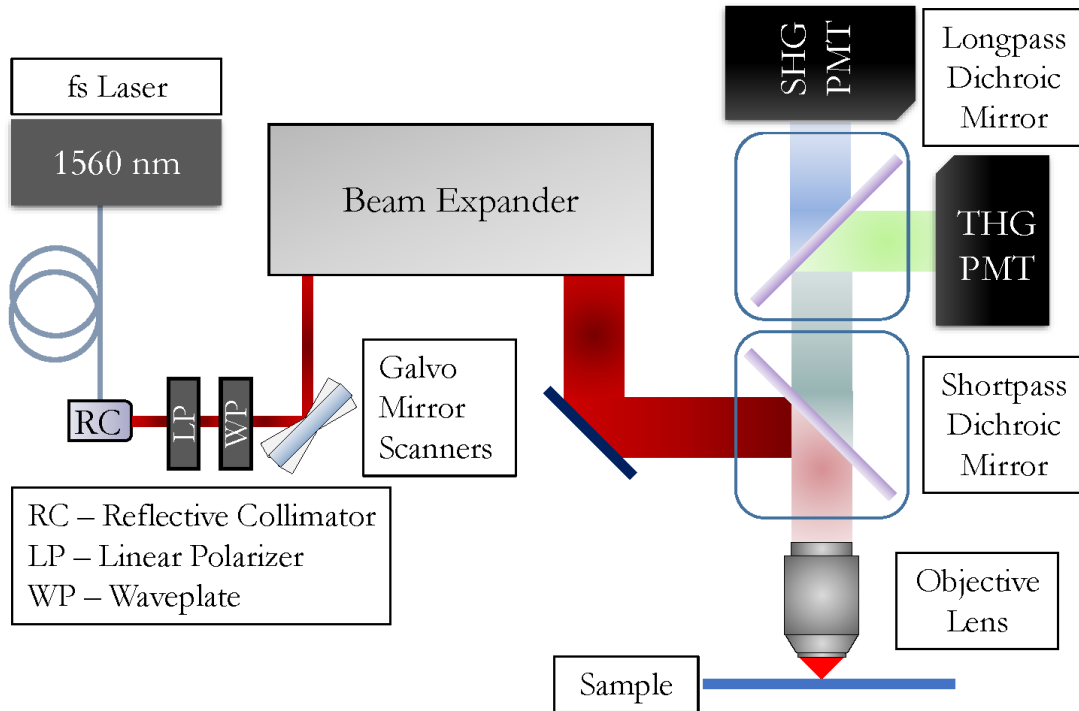 fs Laser
1560 nm
RC
LP
WP
Beam Expander
Galvo
Mirror
Scanners
SHG
PMT
Longpass
Dichroic
Mirror
THG
PMT
Shortpass
Dichroic
Mirror
RC – Reflective Collimator
LP – Linear Polarizer
WP – Waveplate
Objective
Lens
Sample